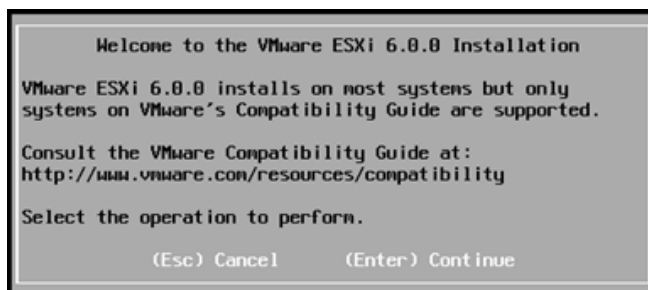 Welcome to the VMware ESXi 6.0.0 Installation
VMware ESXi 6.0.0 installs on most systems but only
systems on VMware's Compatibility Guide are supported.
Consult the VMware Compatibility Guide at:
http://www.vmware.com/resources/compatibility
Select the operation to perform.
(Esc) Cancel (Enter) Continue